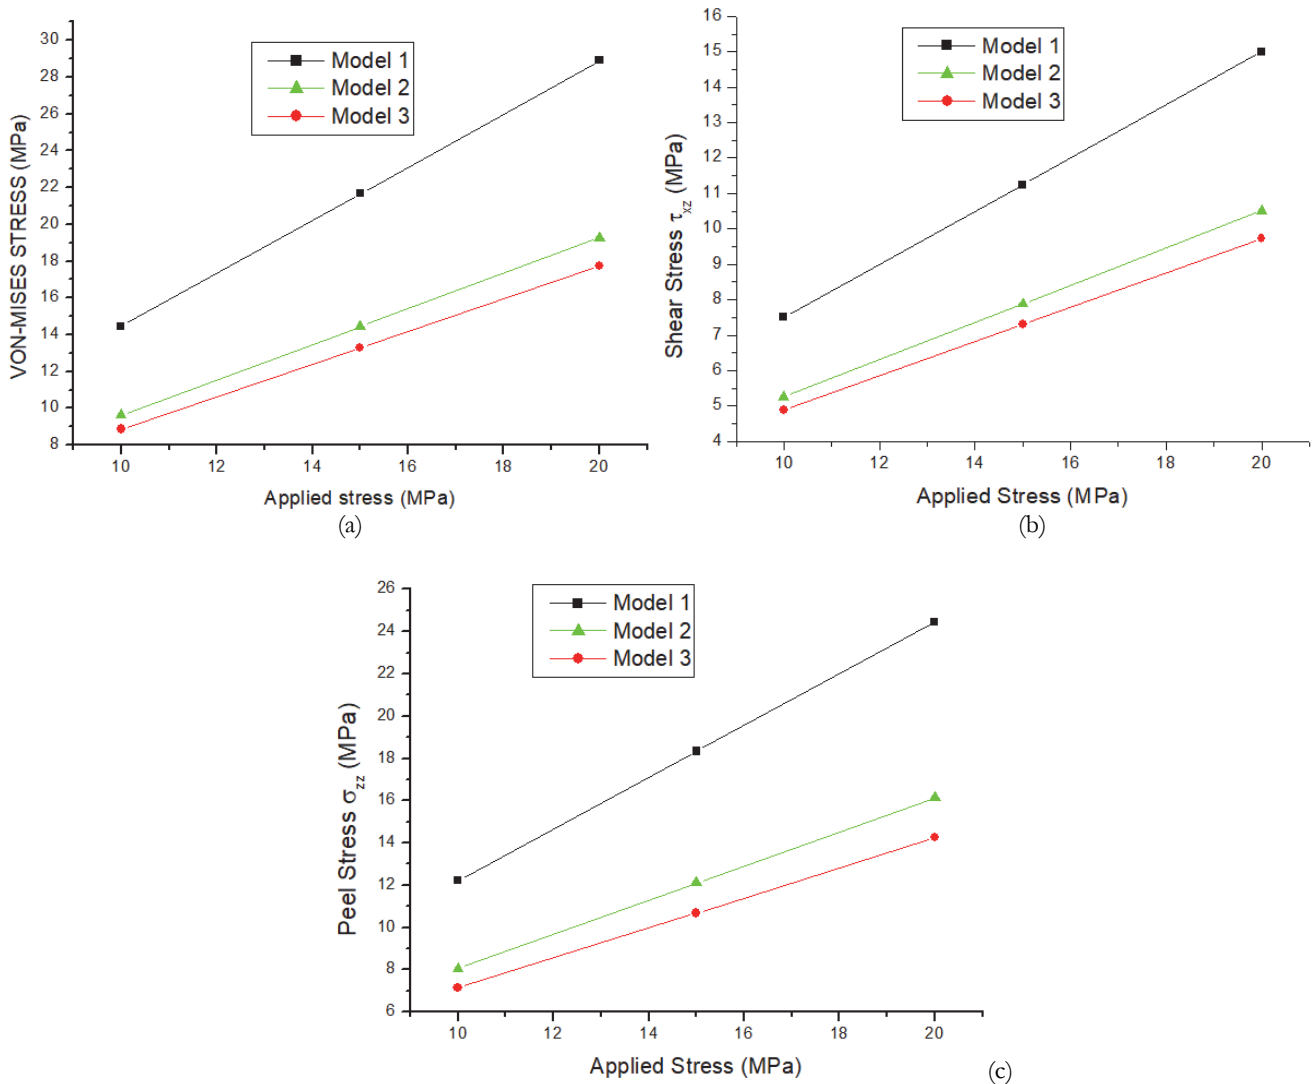 VON-MISES STRESS (MPa)
30
28
26
24
22
20
18
16
14
12
10
8
Model 1
Model 2
Model 3
10 12 14 16 18 20
Applied stress (MPa)
(a)
Shear Stress τxz (MPa)
16
15
14
13
12
11
10
9
8
7
6
5
4
Model 1
Model 2
Model 3
10 12 14 16 18 20
Applied Stress (MPa)
(b)
Peel Stress σzz (MPa)
26
24
22
20
18
16
14
12
10
8
6
Model 1
Model 2
Model 3
10 12 14 16 18 20
Applied Stress (MPa)
(c)